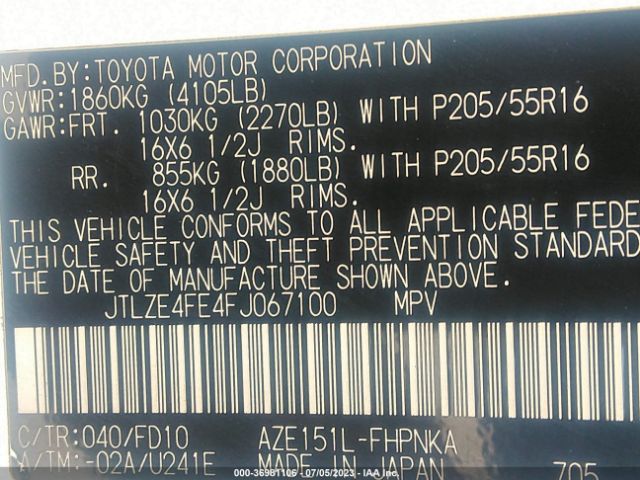 MFD.BY:TOYOTA MOTOR CORPORATION
GVWR:1860KG (4105LB)
GAWR:FRT. 1030KG (2270LB) WITH P205/55R16
16X6 1/2J RIMS.
RR. 855KG (1880LB) WITH P205/55R16
16X6 1/2J RIMS.
THIS VEHICLE CONFORMS TO ALL APPLICABLE FEDE
VEHICLE SAFETY AND THEFT PREVENTION STANDARD
THE DATE OF MANUFACTURE SHOWN ABOVE.
JTLZE4FE4FJ067100 MPV
C/TR:040/FD10 AZE151L-FHPNKA
A/TM:-02A/U241E MADE IN JAPAN 705
000-36981106 - 07/05/2023 - IAA Inc.